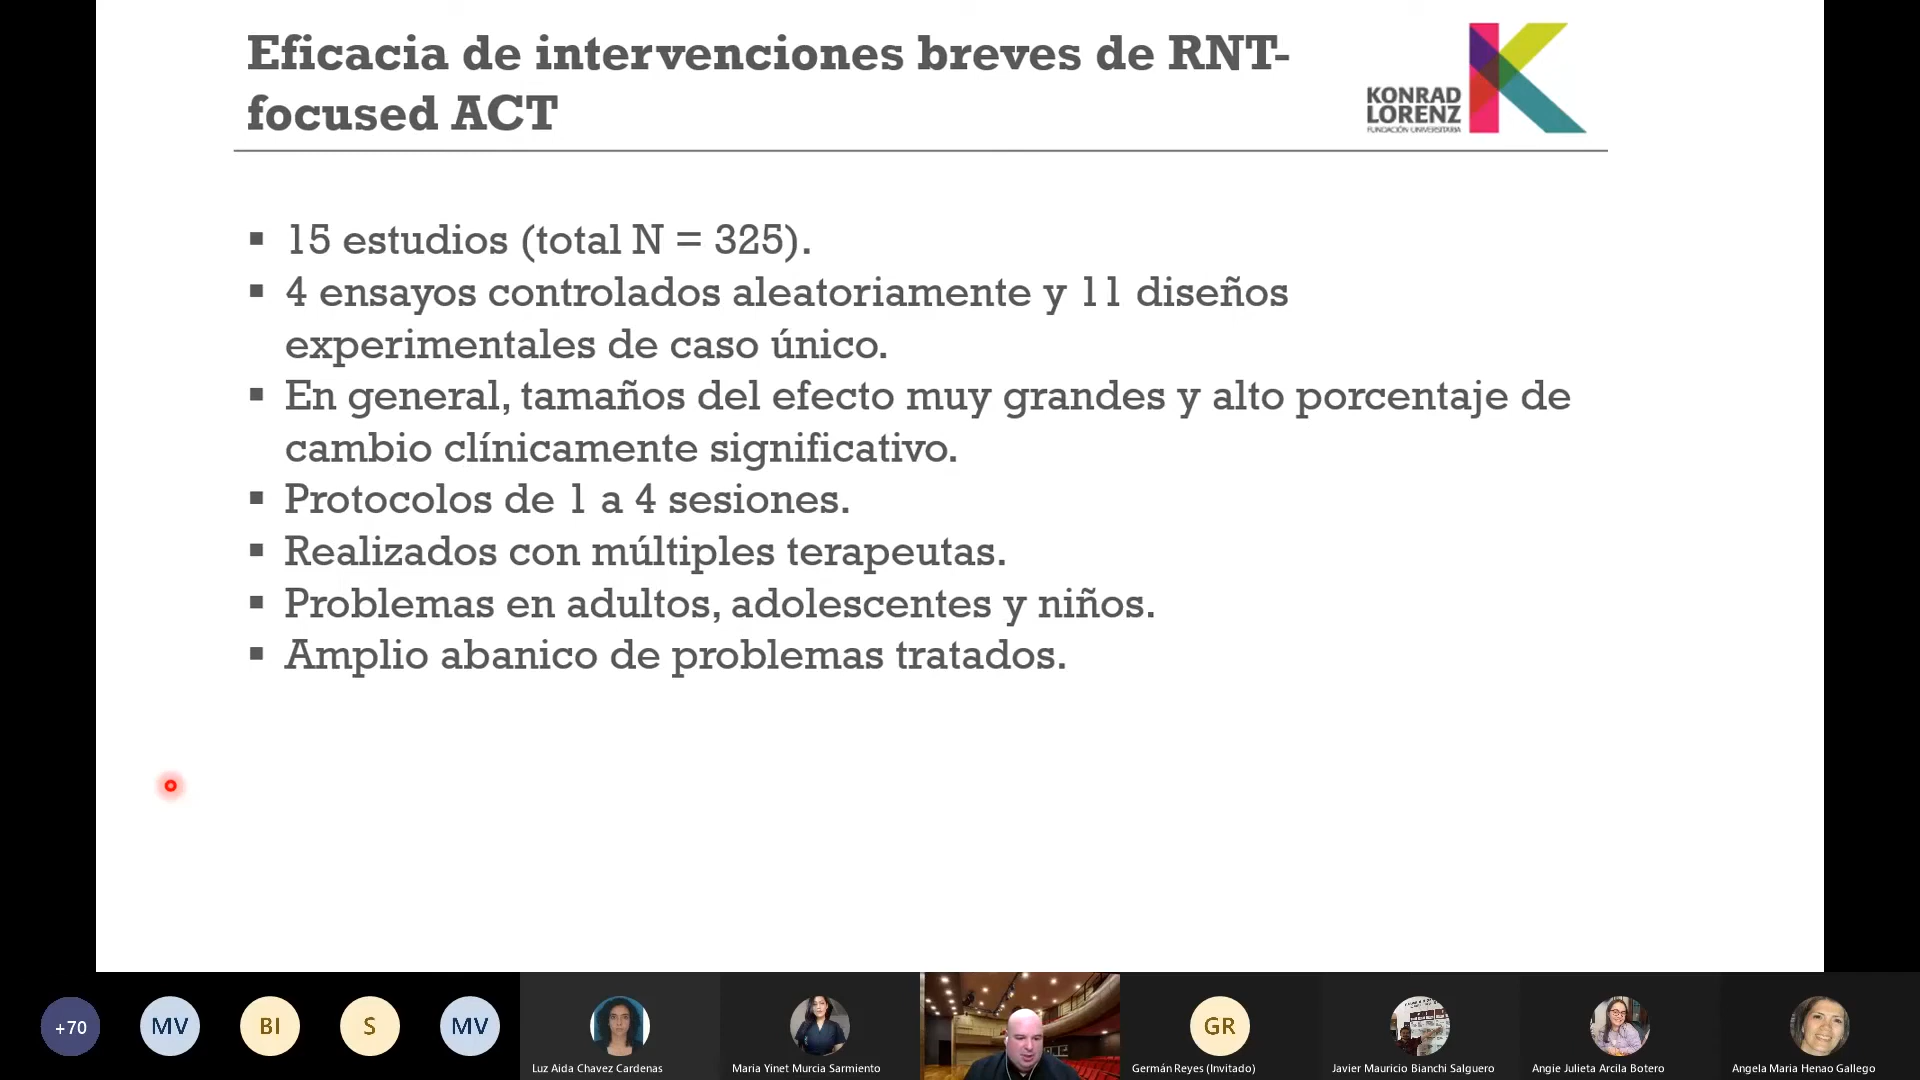 Eficacia de intervenciones breves de RNT-
focused ACT
KONRAD
LORENZ
FUNDACIÓN UNIVERSITARIA
15 estudios (total N = 325).
4 ensayos controlados aleatoriamente y 11 diseños
experimentales de caso único.
En general, tamaños del efecto muy grandes y alto porcentaje de
cambio clínicamente significativo.
Protocolos de 1 a 4 sesiones.
Realizados con múltiples terapeutas.
Problemas en adultos, adolescentes y niños.
Amplio abanico de problemas tratados.
+70
MV
BI
S
MV
GR
Luz Aida Chavez Cardenas
Maria Yinet Murcia Sarmiento
Germán Reyes (Invitado)
Javier Mauricio Bianchi Salguero
Angie Julieta Arcila Botero
Angela Maria Henao Gallego